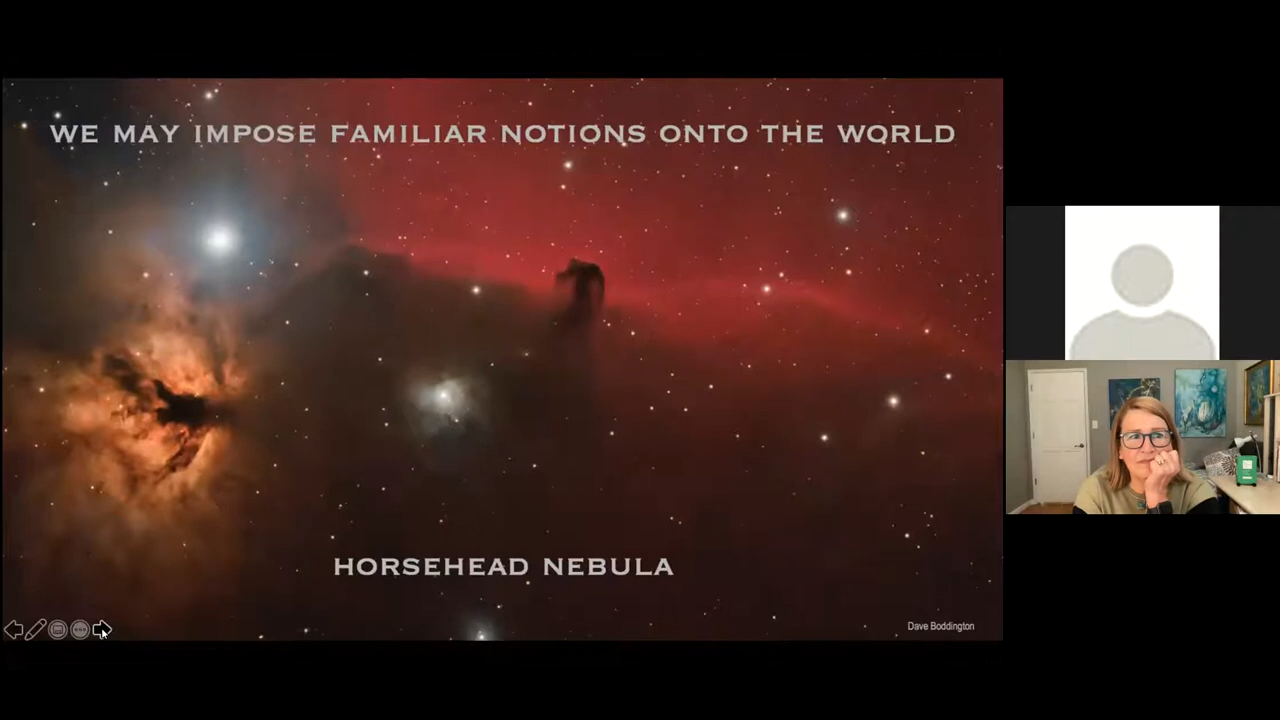 WE MAY IMPOSE FAMILIAR NOTIONS ONTO THE WORLD
HORSEHEAD NEBULA
Dave Boddington